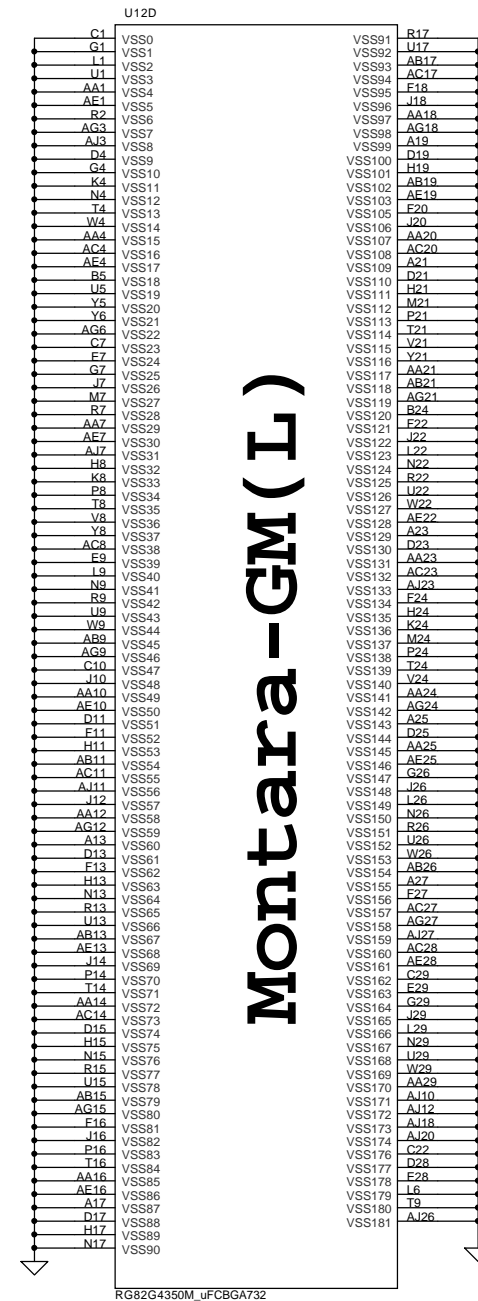 U12D
C1 VSS0
G1 VSS1
L1 VSS2
U1 VSS3
AA1 VSS4
AE1 VSS5
R2 VSS6
AG3 VSS7
AJ3 VSS8
D4 VSS9
G4 VSS10
K4 VSS11
N4 VSS12
T4 VSS13
W4 VSS14
AA4 VSS15
AC4 VSS16
AE4 VSS17
B5 VSS18
U5 VSS19
Y5 VSS20
Y6 VSS21
AG6 VSS22
C7 VSS23
E7 VSS24
G7 VSS25
J7 VSS26
M7 VSS27
R7 VSS28
AA7 VSS29
AE7 VSS30
AJ7 VSS31
H8 VSS32
K8 VSS33
P8 VSS34
T8 VSS35
V8 VSS36
Y8 VSS37
AC8 VSS38
E9 VSS39
L9 VSS40
N9 VSS41
R9 VSS42
U9 VSS43
W9 VSS44
AB9 VSS45
AG9 VSS46
C10 VSS47
J10 VSS48
AA10 VSS49
AE10 VSS50
D11 VSS51
F11 VSS52
H11 VSS53
AB11 VSS54
AC11 VSS55
AJ11 VSS56
J12 VSS57
AA12 VSS58
AG12 VSS59
A13 VSS60
D13 VSS61
F13 VSS62
H13 VSS63
N13 VSS64
R13 VSS65
U13 VSS66
AB13 VSS67
AE13 VSS68
J14 VSS69
P14 VSS70
T14 VSS71
AA14 VSS72
AC14 VSS73
D15 VSS74
H15 VSS75
N15 VSS76
R15 VSS77
U15 VSS78
AB15 VSS79
AG15 VSS80
F16 VSS81
J16 VSS82
P16 VSS83
T16 VSS84
AA16 VSS85
AE16 VSS86
A17 VSS87
D17 VSS88
H17 VSS89
N17 VSS90
Montara-GM(L)
VSS91 R17
VSS92 U17
VSS93 AB17
VSS94 AC17
VSS95 F18
VSS96 J18
VSS97 AA18
VSS98 AG18
VSS99 A19
VSS100 D19
VSS101 H19
VSS102 AB19
VSS103 AE19
VSS105 F20
VSS106 J20
VSS107 AA20
VSS108 AC20
VSS109 A21
VSS110 D21
VSS111 H21
VSS112 M21
VSS113 P21
VSS114 T21
VSS115 V21
VSS116 Y21
VSS117 AA21
VSS118 AB21
VSS119 AG21
VSS120 B24
VSS121 F22
VSS122 J22
VSS123 L22
VSS124 N22
VSS125 R22
VSS126 U22
VSS127 W22
VSS128 AE22
VSS129 A23
VSS130 D23
VSS131 AA23
VSS132 AC23
VSS133 AJ23
VSS134 F24
VSS135 H24
VSS136 K24
VSS137 M24
VSS138 P24
VSS139 T24
VSS140 V24
VSS141 AA24
VSS142 AG24
VSS143 A25
VSS144 D25
VSS145 AA25
VSS146 AE25
VSS147 G26
VSS148 J26
VSS149 L26
VSS150 N26
VSS151 R26
VSS152 U26
VSS153 W26
VSS154 AB26
VSS155 A27
VSS156 F27
VSS157 AC27
VSS158 AG27
VSS159 AJ27
VSS160 AC28
VSS161 AE28
VSS162 C29
VSS163 E29
VSS164 G29
VSS165 J29
VSS166 L29
VSS167 N29
VSS168 U29
VSS169 W29
VSS170 AA29
VSS171 AJ10
VSS172 AJ12
VSS173 AJ18
VSS174 AJ20
VSS176 C22
VSS177 D28
VSS178 E28
VSS179 L6
VSS180 T9
VSS181 AJ26
RG82G4350M_uFCBGA732